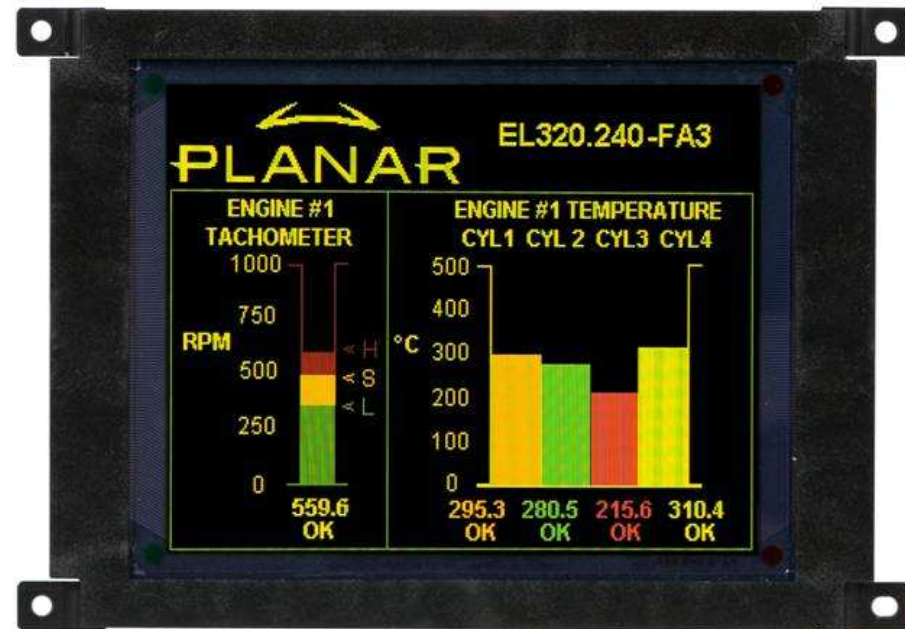 PLANAR
EL320.240-FA3
ENGINE #1
TACHOMETER
1000
750
RPM
500
250
0
H
S
L
559.6
OK
ENGINE #1 TEMPERATURE
CYL1 CYL 2 CYL3 CYL4
500
400
°C 300
200
100
0
295.3 280.5 215.6 310.4
OK OK OK OK